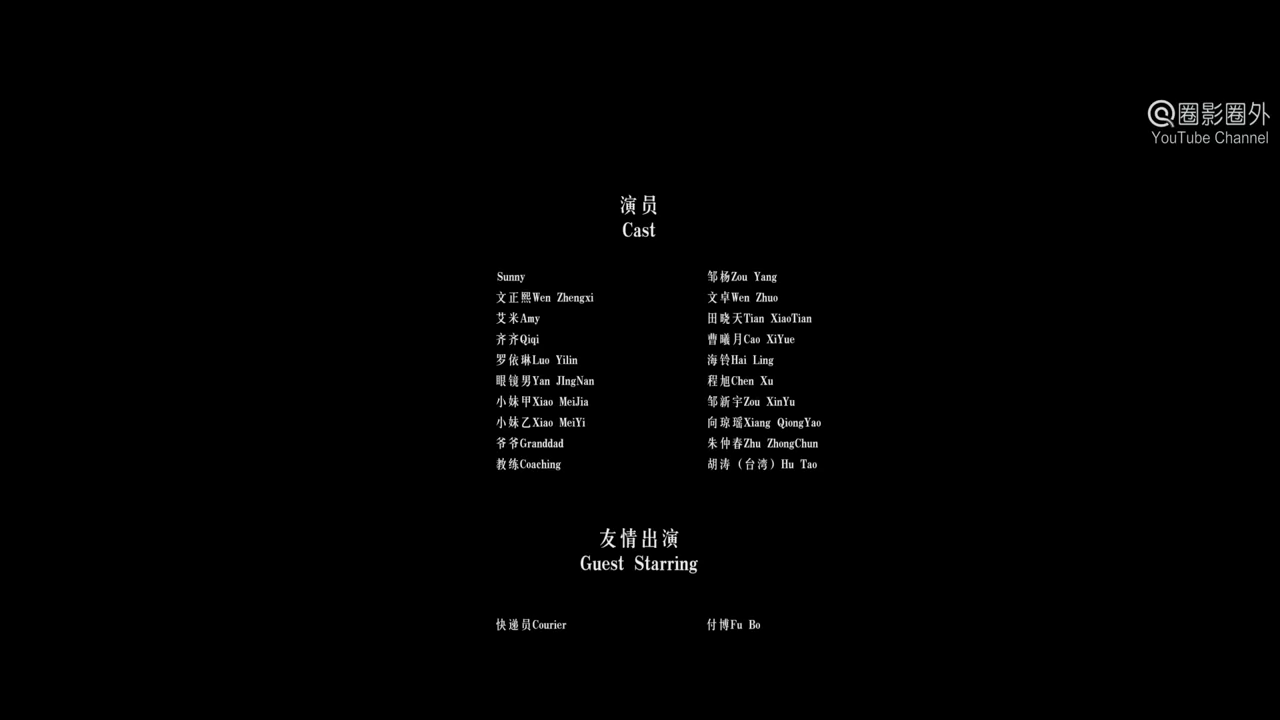 圈影圈外
YouTube Channel
演员
Cast
Sunny 邹杨Zou Yang
文正熙Wen Zhengxi 文卓Wen Zhuo
艾米Amy 田晓天Tian XiaoTian
齐齐Qiqi 曹曦月Cao XiYue
罗依琳Luo Yilin 海铃Hai Ling
眼镜男Yan JIngNan 程旭Chen Xu
小妹甲Xiao MeiJia 邹新宇Zou XinYu
小妹乙Xiao MeiYi 向琼瑶Xiang QiongYao
爷爷Granddad 朱仲春Zhu ZhongChun
教练Coaching 胡涛（台湾）Hu Tao
友情出演
Guest Starring
快递员Courier 付博Fu Bo